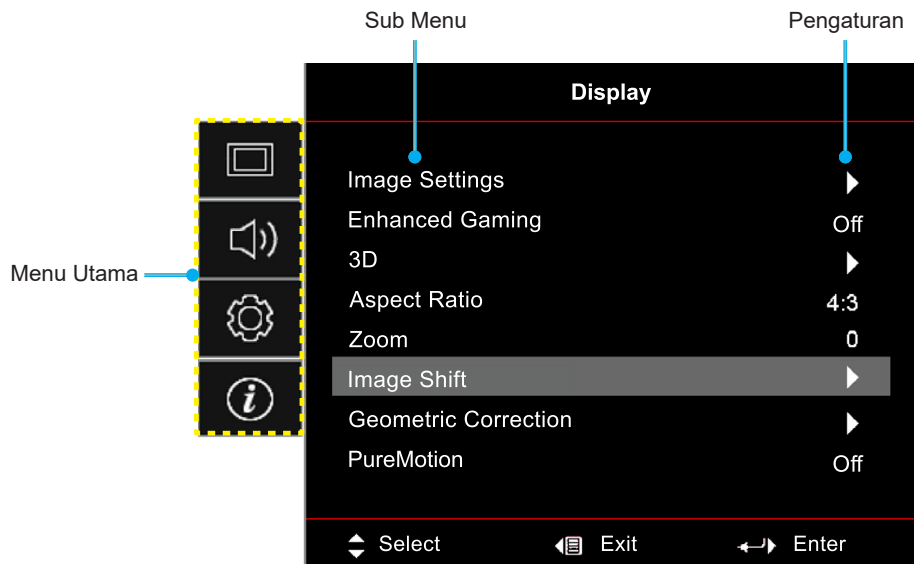 Sub Menu Pengaturan
Display
Image Settings
Enhanced Gaming Off
3D
Menu Utama
Aspect Ratio 4:3
Zoom 0
Image Shift
Geometric Correction
PureMotion Off
Select Exit Enter